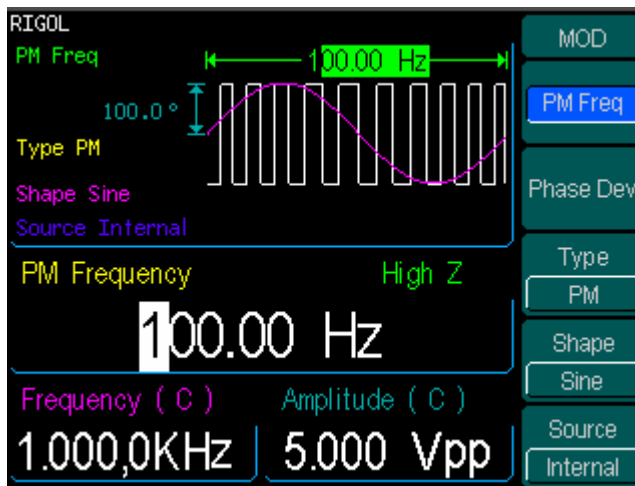 RIGOL
PM Freq
100.00 Hz
100.0°
Type PM
Shape Sine
Source Internal
PM Frequency High Z
100.00 Hz
Frequency ( C ) Amplitude ( C )
1.000,0KHz 5.000 Vpp
MOD
PM Freq
Phase Dev
Type
PM
Shape
Sine
Source
Internal